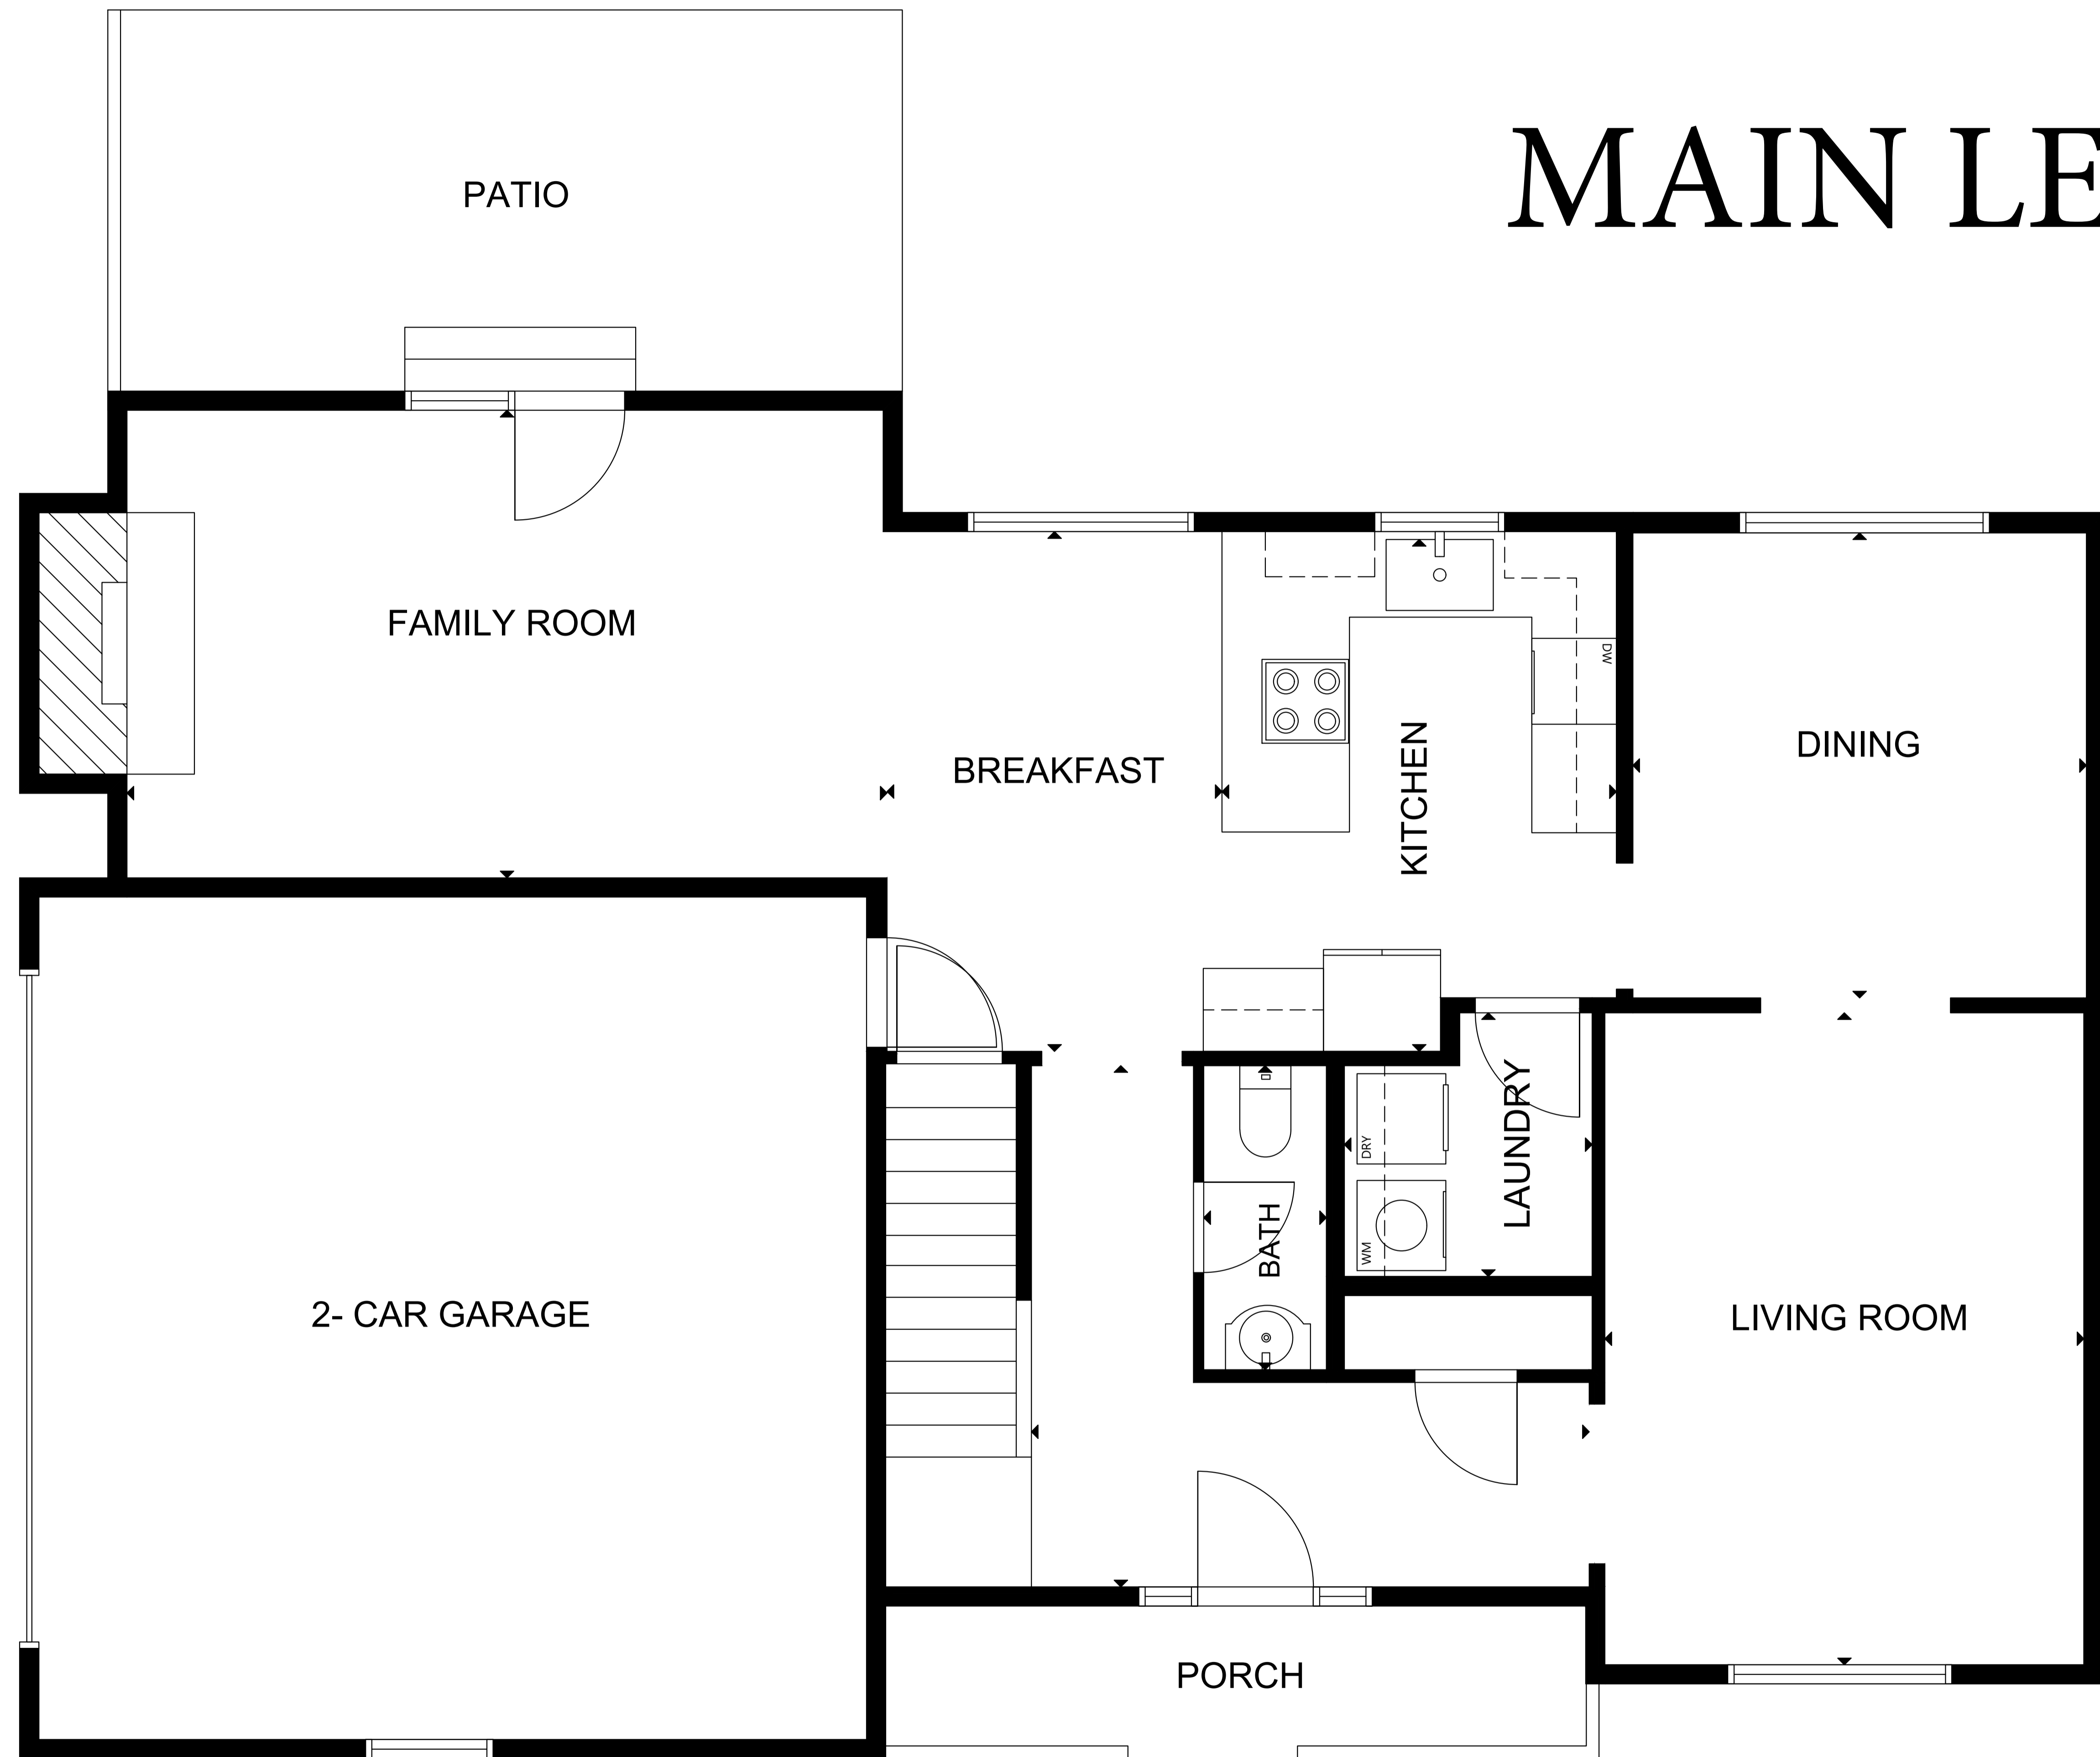 MAIN LE
PATIO
FAMILY ROOM
BREAKFAST
KITCHEN
DW
DINING
LAUNDRY
DRY
WM
BATH
2- CAR GARAGE
LIVING ROOM
PORCH